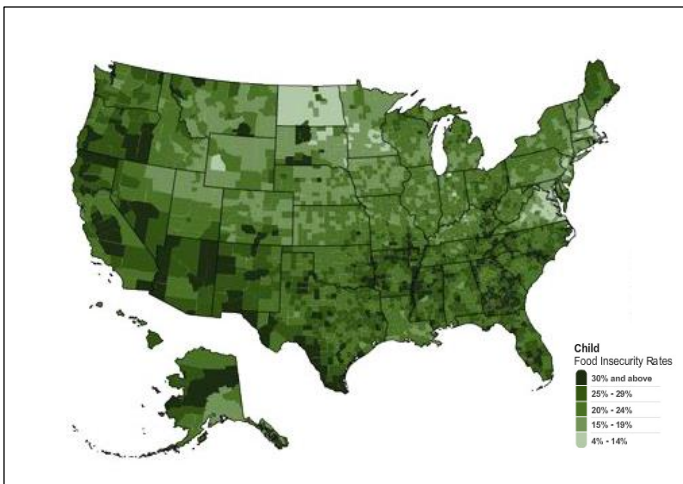 Child
Food Insecurity Rates
30% and above
25% - 29%
20% - 24%
15% - 19%
4% - 14%